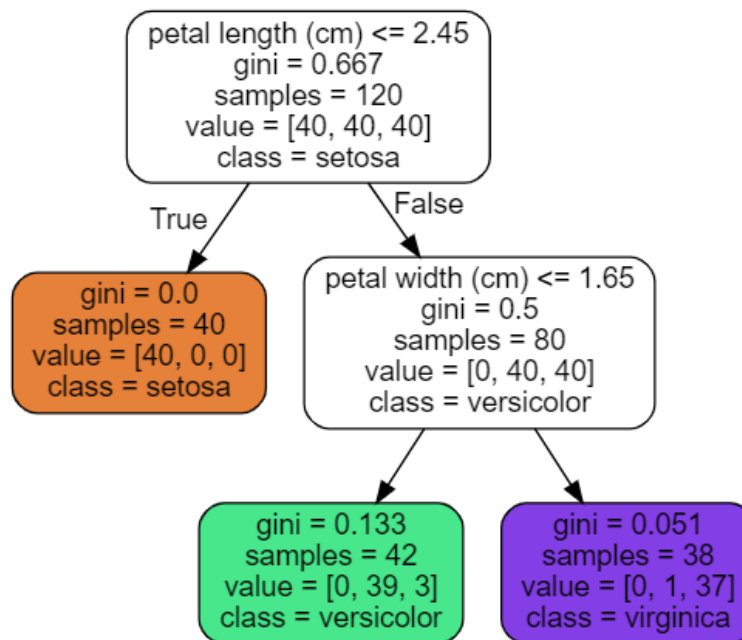 petal length (cm) <= 2.45
gini = 0.667
samples = 120
value = [40, 40, 40]
class = setosa
True
False
gini = 0.0
samples = 40
value = [40, 0, 0]
class = setosa
petal width (cm) <= 1.65
gini = 0.5
samples = 80
value = [0, 40, 40]
class = versicolor
gini = 0.133
samples = 42
value = [0, 39, 3]
class = versicolor
gini = 0.051
samples = 38
value = [0, 1, 37]
class = virginica